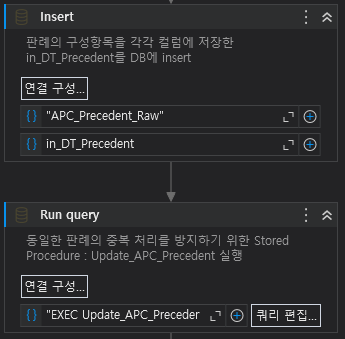 Insert
판례의 구성항목을 각각 컬럼에 저장한
in_DT_Precedent를 DB에 insert
연결 구성...
{} "APC_Precedent_Raw"
{} in_DT_Precedent
Run query
동일한 판례의 중복 처리를 방지하기 위한 Stored
Procedure : Update_APC_Precedent 실행
연결 구성...
{} "EXEC Update_APC_Preceder 쿼리 편집...